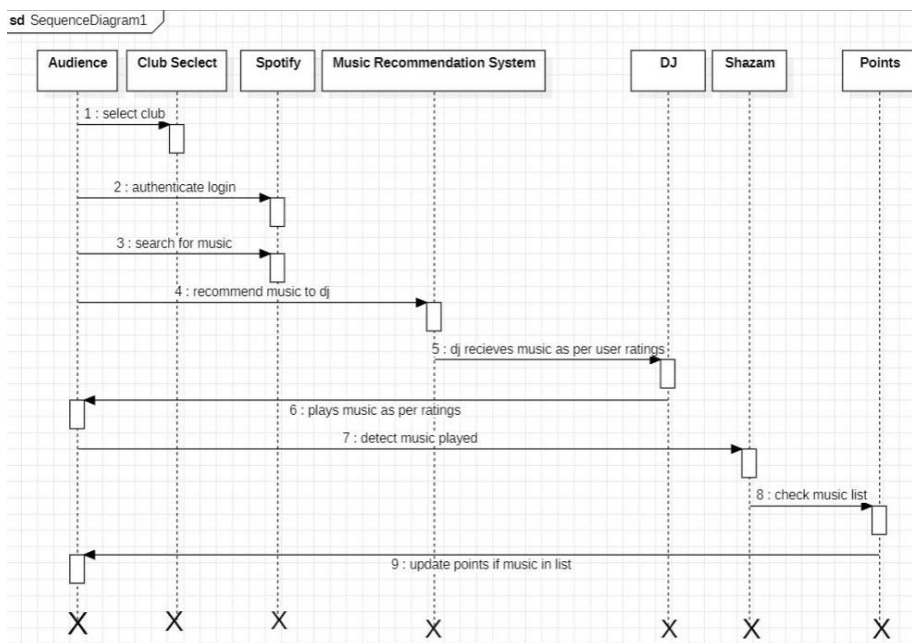 sd SequenceDiagram1
Audience
Club Seclect
Spotify
Music Recommendation System
DJ
Shazam
Points
1 : select club
2 : authenticate login
3 : search for music
4 : recommend music to dj
5 : dj recieves music as per user ratings
6 : plays music as per ratings
7 : detect music played
8 : check music list
9 : update points if music in list